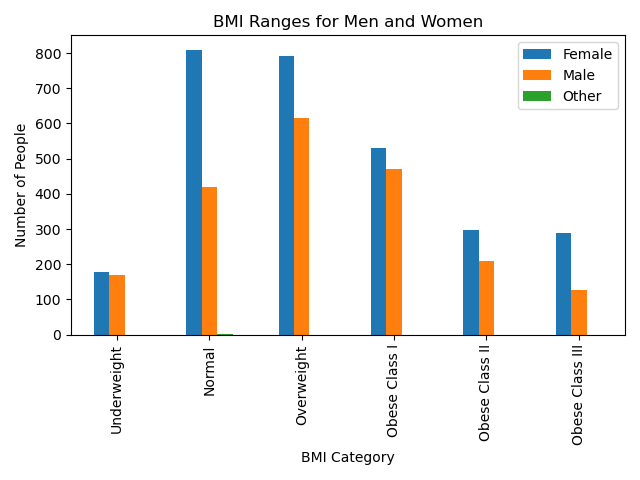 BMI Ranges for Men and Women
Number of People
800
700
600
500
400
300
200
100
0
Female
Male
Other
Underweight
Normal
Overweight
Obese Class I
Obese Class II
Obese Class III
BMI Category